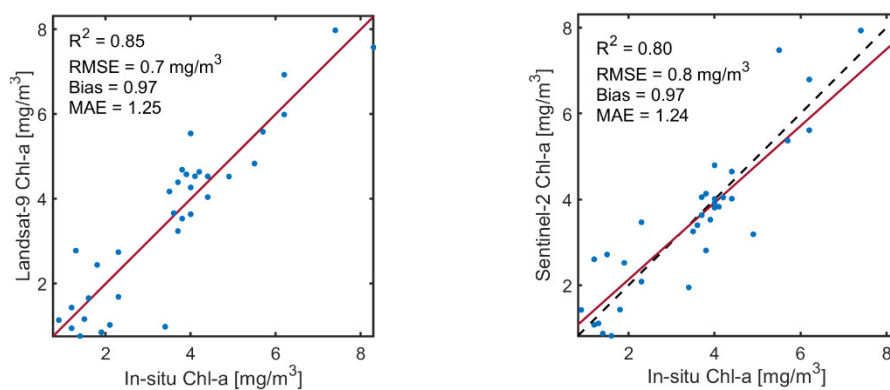 8
6
4
2
2
4
6
8
Landsat-9 Chl-a [mg/m³]
In-situ Chl-a [mg/m³]
R² = 0.85
RMSE = 0.7 mg/m³
Bias = 0.97
MAE = 1.25
8
6
4
2
2
4
6
8
Sentinel-2 Chl-a [mg/m³]
In-situ Chl-a [mg/m³]
R² = 0.80
RMSE = 0.8 mg/m³
Bias = 0.97
MAE = 1.24